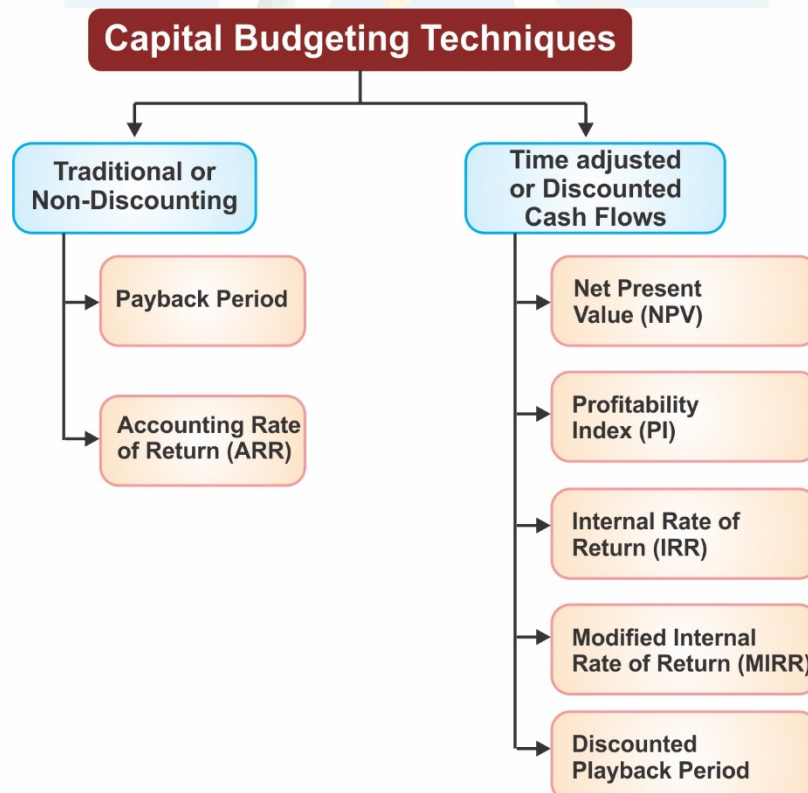 Capital Budgeting Techniques
Traditional or
Non-Discounting
Payback Period
Accounting Rate
of Return (ARR)
Time adjusted
or Discounted
Cash Flows
Net Present
Value (NPV)
Profitability
Index (PI)
Internal Rate of
Return (IRR)
Modified Internal
Rate of Return (MIRR)
Discounted
Playback Period